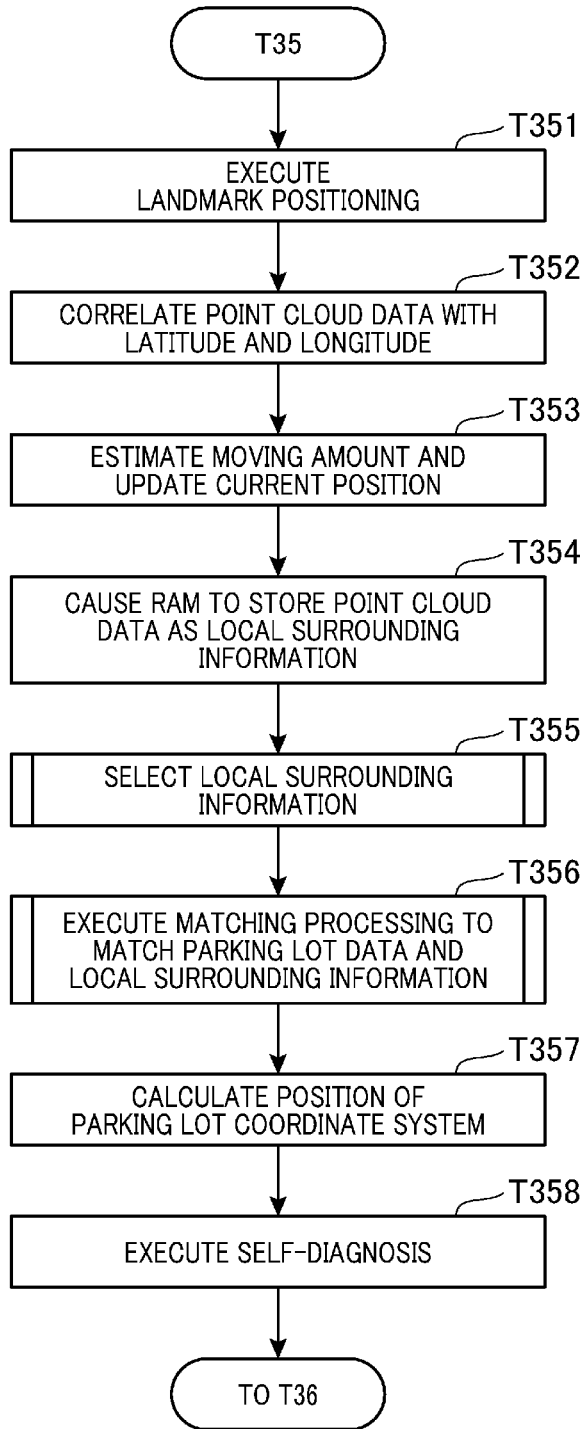 T35
T351
EXECUTE
LANDMARK POSITIONING
T352
CORRELATE POINT CLOUD DATA WITH
LATITUDE AND LONGITUDE
T353
ESTIMATE MOVING AMOUNT AND
UPDATE CURRENT POSITION
T354
CAUSE RAM TO STORE POINT CLOUD
DATA AS LOCAL SURROUNDING
INFORMATION
T355
SELECT LOCAL SURROUNDING
INFORMATION
T356
EXECUTE MATCHING PROCESSING TO
MATCH PARKING LOT DATA AND
LOCAL SURROUNDING INFORMATION
T357
CALCULATE POSITION OF
PARKING LOT COORDINATE SYSTEM
T358
EXECUTE SELF-DIAGNOSIS
TO T36